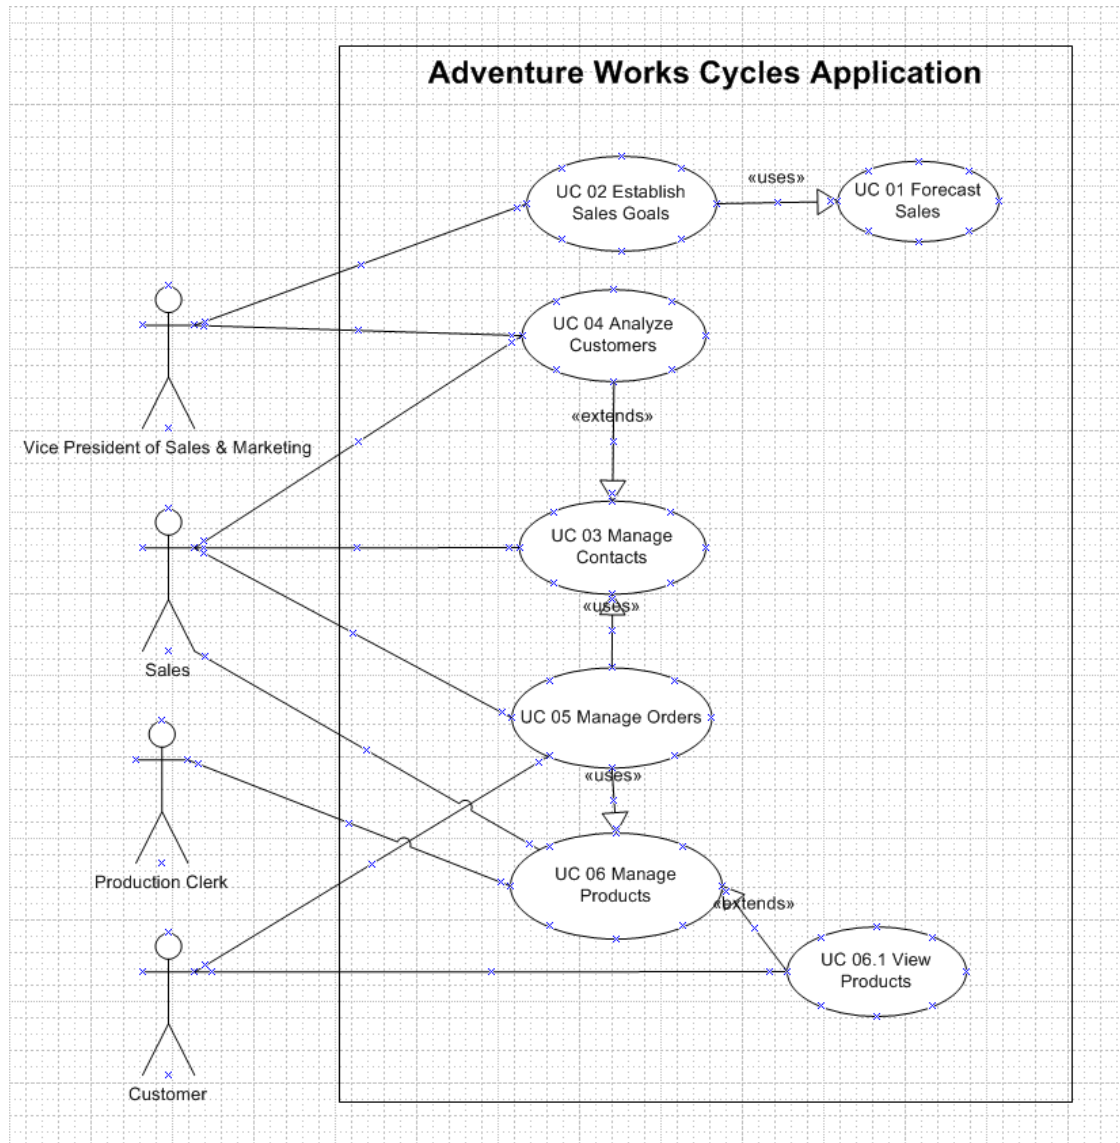 Adventure Works Cycles Application
UC 02 Establish
Sales Goals
«uses»
UC 01 Forecast
Sales
UC 04 Analyze
Customers
«extends»
Vice President of Sales & Marketing
UC 03 Manage
Contacts
«uses»
Sales
UC 05 Manage Orders
«uses»
Production Clerk
UC 06 Manage
Products
«extends»
UC 06.1 View
Products
Customer